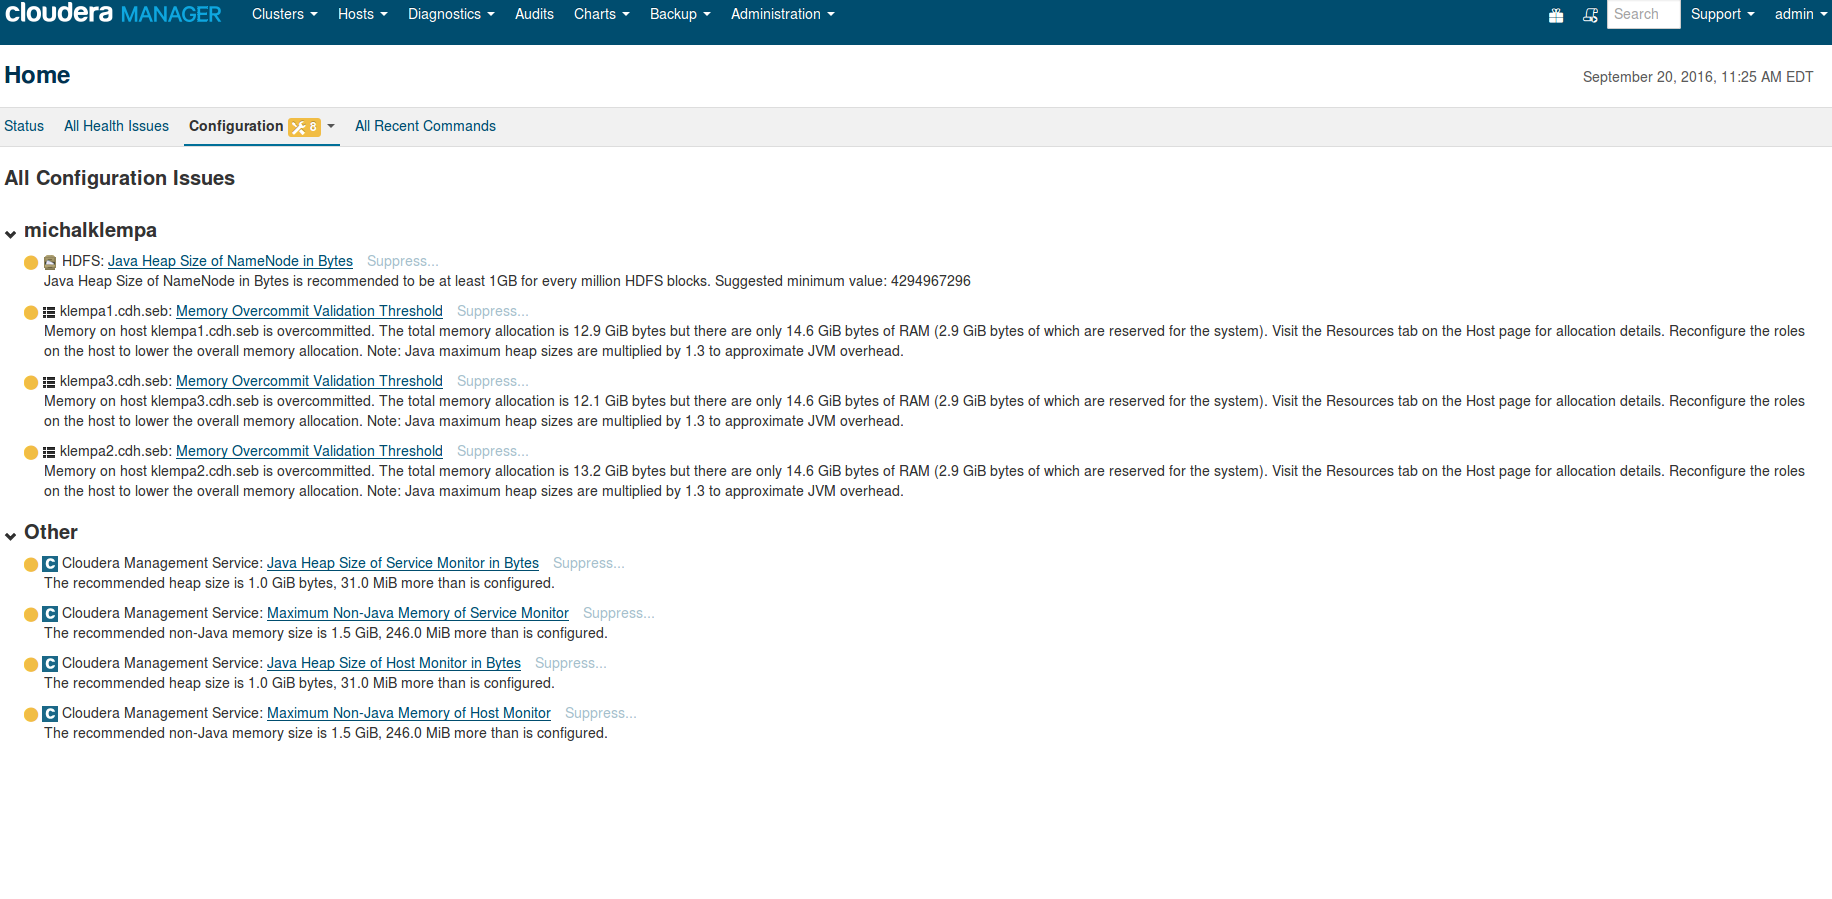 cloudera MANAGER Clusters Hosts Diagnostics Audits Charts Backup Administration Search Support admin
Home
September 20, 2016, 11:25 AM EDT
Status All Health Issues Configuration 8 All Recent Commands
All Configuration Issues
michalklempa
HDFS: Java Heap Size of NameNode in Bytes Suppress...
Java Heap Size of NameNode in Bytes is recommended to be at least 1GB for every million HDFS blocks. Suggested minimum value: 4294967296
klempa1.cdh.seb: Memory Overcommit Validation Threshold Suppress...
Memory on host klempa1.cdh.seb is overcommitted. The total memory allocation is 12.9 GiB bytes but there are only 14.6 GiB bytes of RAM (2.9 GiB bytes of which are reserved for the system). Visit the Resources tab on the Host page for allocation details. Reconfigure the roles
on the host to lower the overall memory allocation. Note: Java maximum heap sizes are multiplied by 1.3 to approximate JVM overhead.
klempa3.cdh.seb: Memory Overcommit Validation Threshold Suppress...
Memory on host klempa3.cdh.seb is overcommitted. The total memory allocation is 12.1 GiB bytes but there are only 14.6 GiB bytes of RAM (2.9 GiB bytes of which are reserved for the system). Visit the Resources tab on the Host page for allocation details. Reconfigure the roles
on the host to lower the overall memory allocation. Note: Java maximum heap sizes are multiplied by 1.3 to approximate JVM overhead.
klempa2.cdh.seb: Memory Overcommit Validation Threshold Suppress...
Memory on host klempa2.cdh.seb is overcommitted. The total memory allocation is 13.2 GiB bytes but there are only 14.6 GiB bytes of RAM (2.9 GiB bytes of which are reserved for the system). Visit the Resources tab on the Host page for allocation details. Reconfigure the roles
on the host to lower the overall memory allocation. Note: Java maximum heap sizes are multiplied by 1.3 to approximate JVM overhead.
Other
C Cloudera Management Service: Java Heap Size of Service Monitor in Bytes Suppress...
The recommended heap size is 1.0 GiB bytes, 31.0 MiB more than is configured.
C Cloudera Management Service: Maximum Non-Java Memory of Service Monitor Suppress...
The recommended non-Java memory size is 1.5 GiB, 246.0 MiB more than is configured.
C Cloudera Management Service: Java Heap Size of Host Monitor in Bytes Suppress...
The recommended heap size is 1.0 GiB bytes, 31.0 MiB more than is configured.
C Cloudera Management Service: Maximum Non-Java Memory of Host Monitor Suppress...
The recommended non-Java memory size is 1.5 GiB, 246.0 MiB more than is configured.